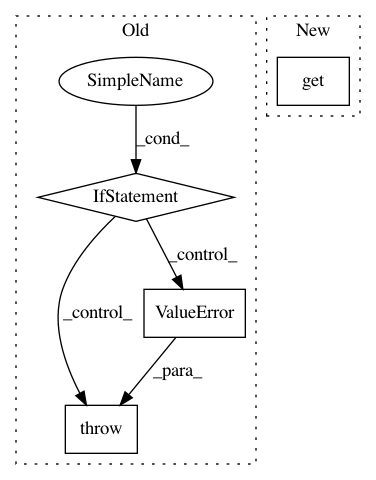 Old
New
SimpleName
get
_cond_
IfStatement
_control_
_control_
ValueError
_para_
throw